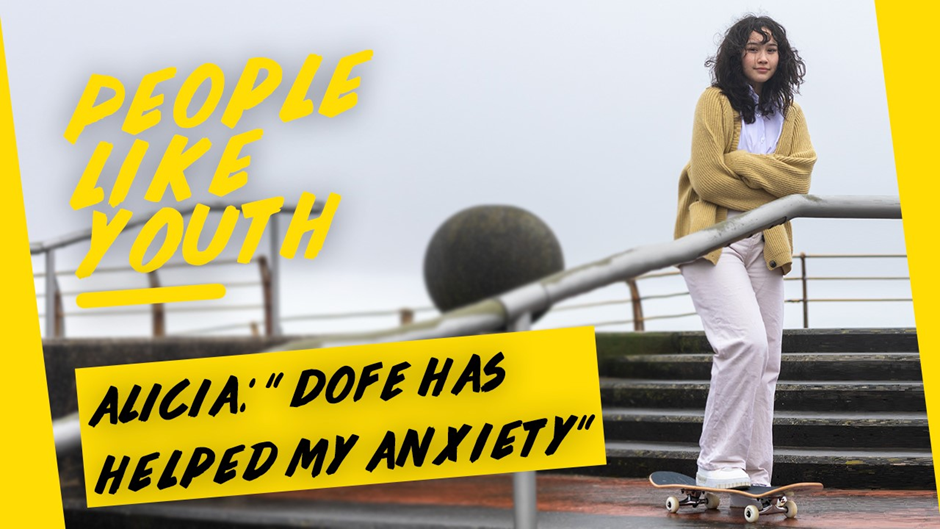 PEOPLE
LIKE
YOUTH
ALICIA: "DOFE HAS
HELPED MY ANXIETY"